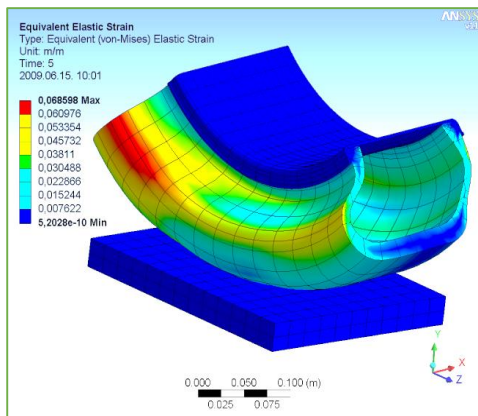 Equivalent Elastic Strain
Type: Equivalent (von-Mises) Elastic Strain
Unit: m/m
Time: 5
2009.06.15. 10:01
0,068598 Max
0,060976
0,053354
0,045732
0,03811
0,030488
0,022866
0,015244
0,007622
5,2028e-10 Min
Y
X
Z
0.000 0.050 0.100 (m)
0.025 0.075